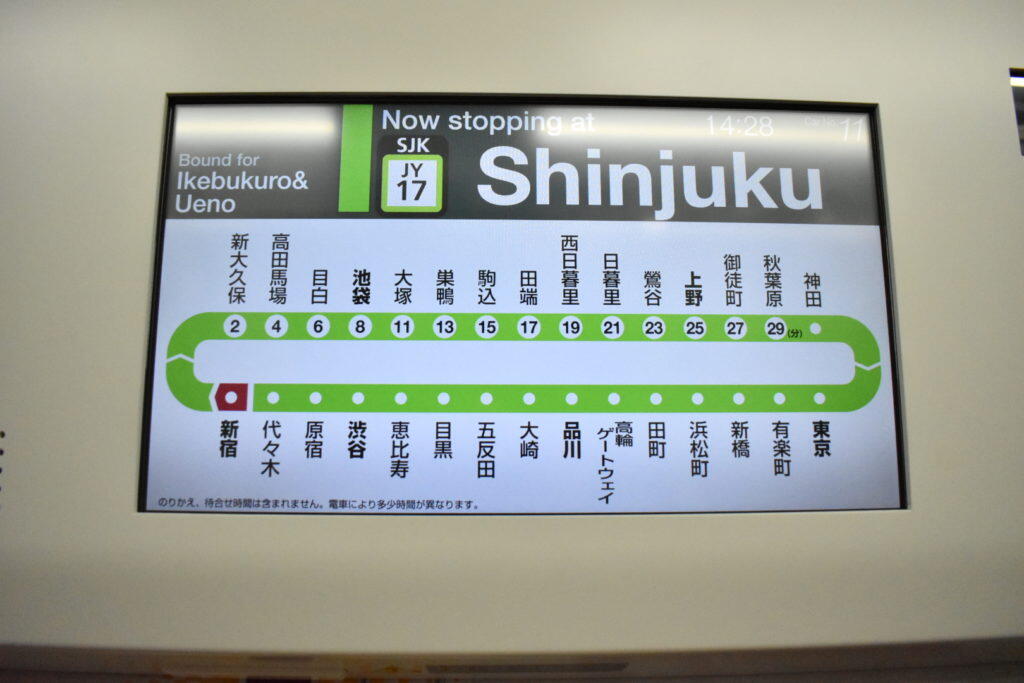 Now stopping at
14:28
Car No. 11
Bound for
Ikebukuro&
Ueno
SJK
JY
17
Shinjuku
新大久保
高田馬場
目白
池袋
大塚
巣鴨
駒込
田端
西日暮里
日暮里
鶯谷
上野
御徒町
秋葉原
神田
2 4 6 8 11 13 15 17 19 21 23 25 27 29 (分)
新宿
代々木
原宿
渋谷
恵比寿
目黒
五反田
大崎
品川
高輪
ゲートウェイ
田町
浜松町
新橋
有楽町
東京
のりかえ、待合せ時間は含まれません。電車により多少時間が異なります。